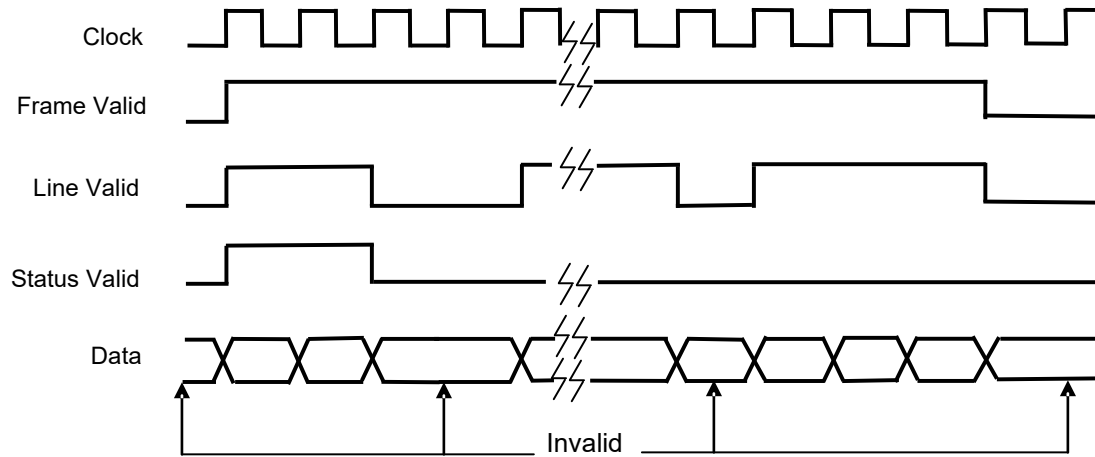 Clock
Frame Valid
Line Valid
Status Valid
Data
Invalid